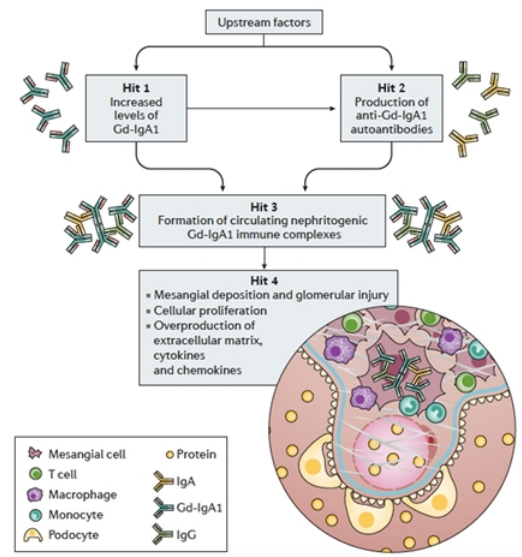 Upstream factors
Hit 1
Increased
levels of
Gd-IgA1
Hit 2
Production of
anti-Gd-IgA1
autoantibodies
Hit 3
Formation of circulating nephritogenic
Gd-IgA1 immune complexes
Hit 4
▪ Mesangial deposition and glomerular injury
▪ Cellular proliferation
▪ Overproduction of
extracellular matrix,
cytokines
and chemokines
Mesangial cell
T cell
Macrophage
Monocyte
Podocyte
Protein
IgA
Gd-IgA1
IgG